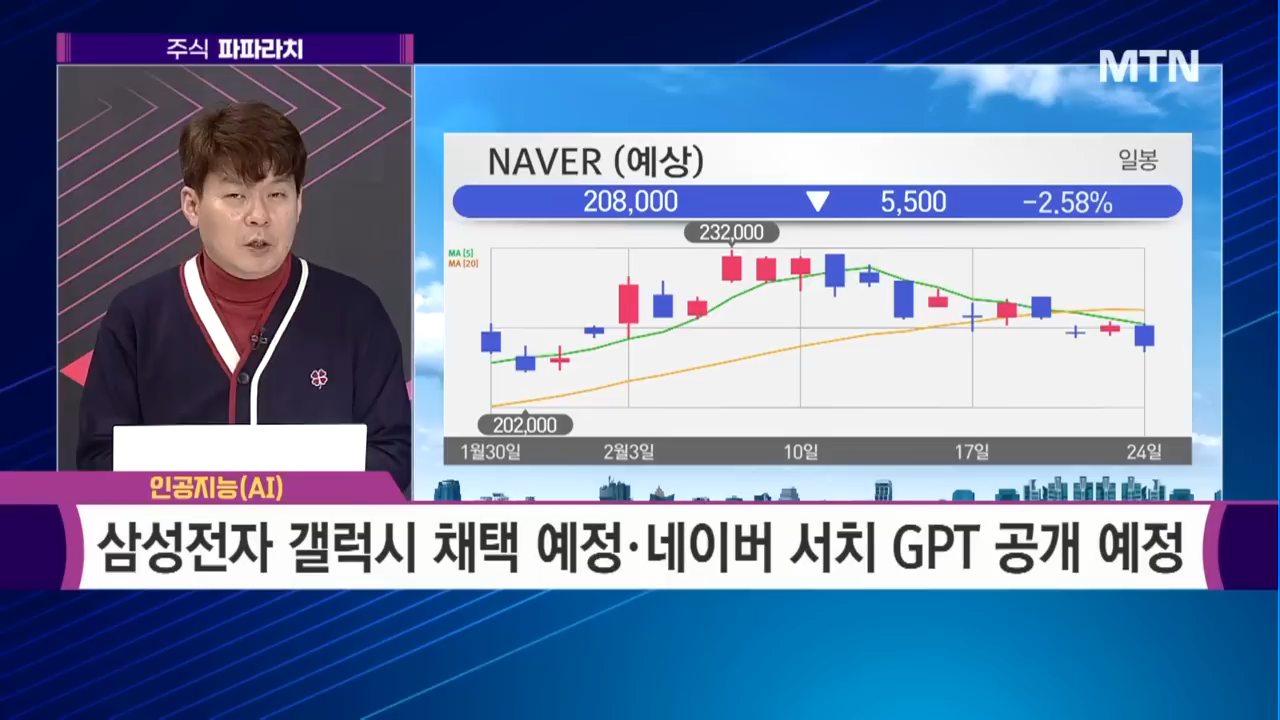 주식 파파라치
MTN
NAVER (예상)
일봉
208,000 ▼ 5,500 -2.58%
232,000
MA [5]
MA [20]
202,000
1월30일 2월3일 10일 17일 24일
인공지능(AI)
삼성전자 갤럭시 채택 예정·네이버 서치 GPT 공개 예정